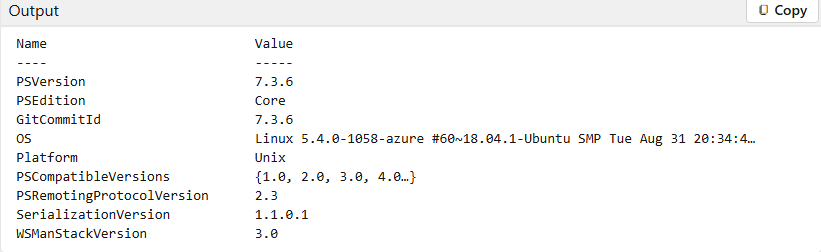 Output
Copy
Name Value
---- -----
PSVersion 7.3.6
PSEdition Core
GitCommitId 7.3.6
OS Linux 5.4.0-1058-azure #60~18.04.1-Ubuntu SMP Tue Aug 31 20:34:4…
Platform Unix
PSCompatibleVersions {1.0, 2.0, 3.0, 4.0…}
PSRemotingProtocolVersion 2.3
SerializationVersion 1.1.0.1
WSManStackVersion 3.0